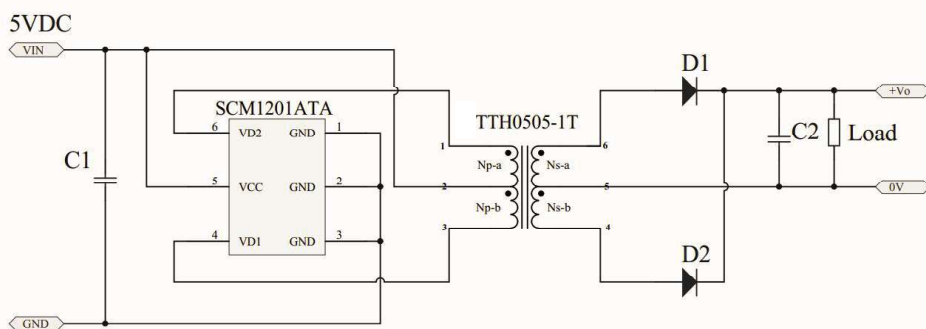 5VDC
VIN
SCM1201ATA
6 VD2 GND 1
5 VCC GND 2
4 VD1 GND 3
C1
GND
TTH0505-1T
1 Np-a Ns-a 6
2 5
Np-b Ns-b
3 4
D1
D2
C2
Load
+Vo
0V